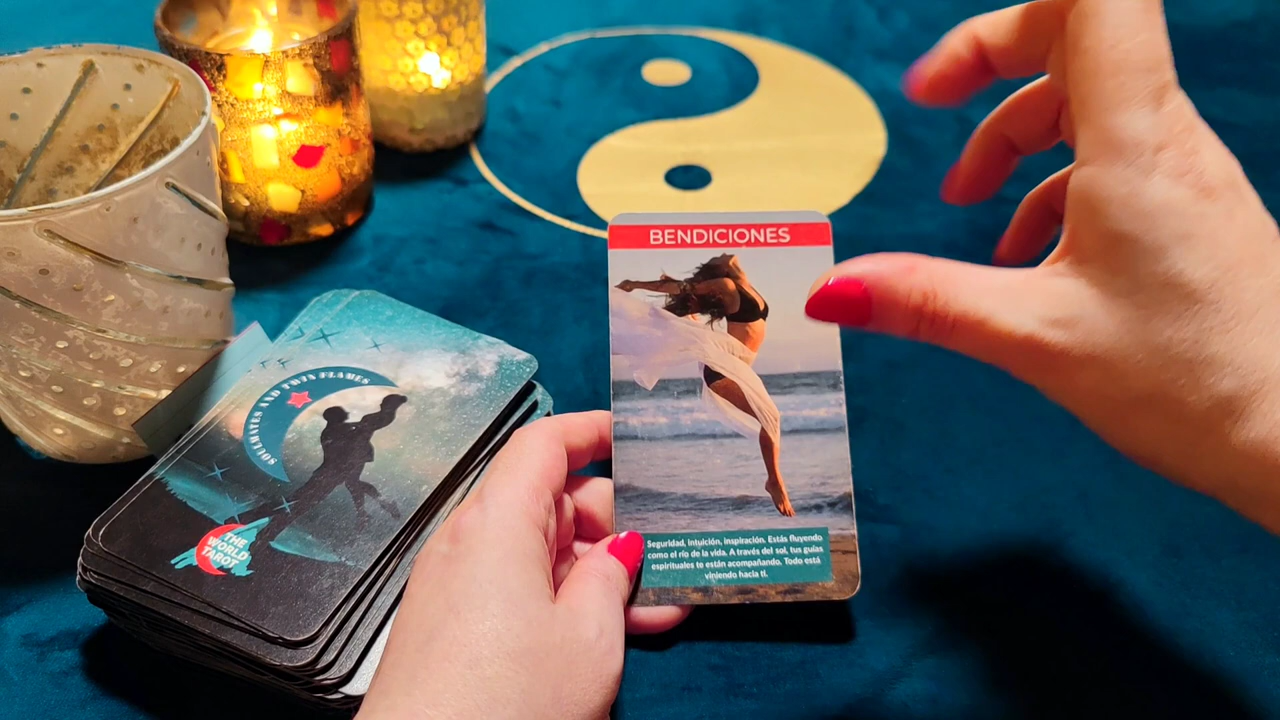 BENDICIONES
Seguridad, intuición, inspiración. Estás fluyendo
como el río de la vida. A través del sol, tus guías
espirituales te están acompañando. Todo está
viniendo hacia ti.
SOULMATES AND TWIN FLAMES
THE
WORLD
TAROT